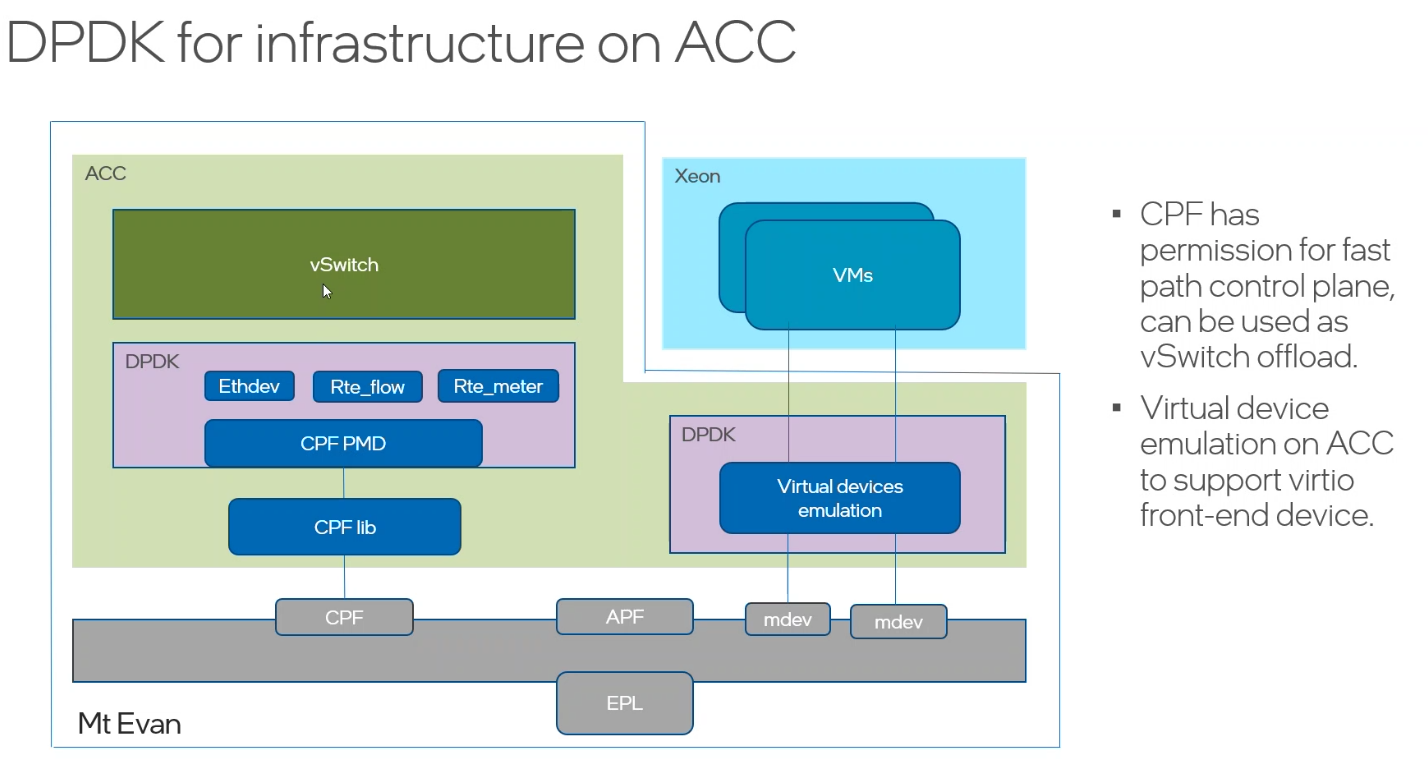 DPDK for infrastructure on ACC
ACC
vSwitch
DPDK
Ethdev
Rte_flow
Rte_meter
CPF PMD
CPF lib
Xeon
VMs
DPDK
Virtual devices
emulation
CPF
APF
mdev
mdev
EPL
Mt Evan
▪ CPF has
permission for fast
path control plane,
can be used as
vSwitch offload.
▪ Virtual device
emulation on ACC
to support virtio
front-end device.